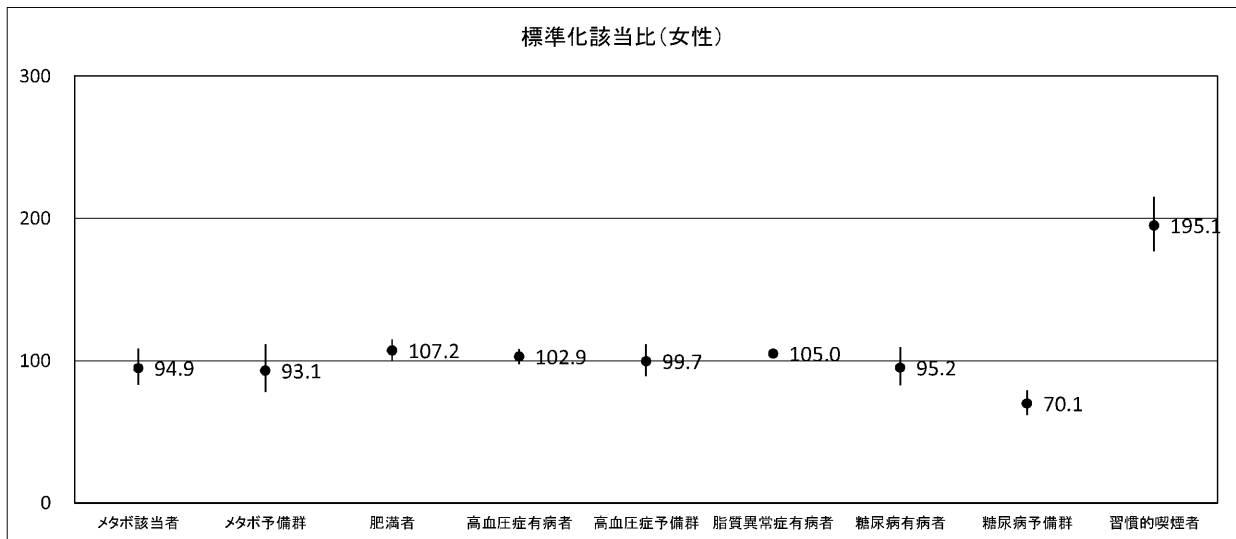 標準化該当比(女性)
300
200
100
0
94.9
93.1
107.2
102.9
99.7
105.0
95.2
70.1
195.1
メタボ該当者
メタボ予備群
肥満者
高血圧症有病者
高血圧症予備群
脂質異常症有病者
糖尿病有病者
糖尿病予備群
習慣的喫煙者